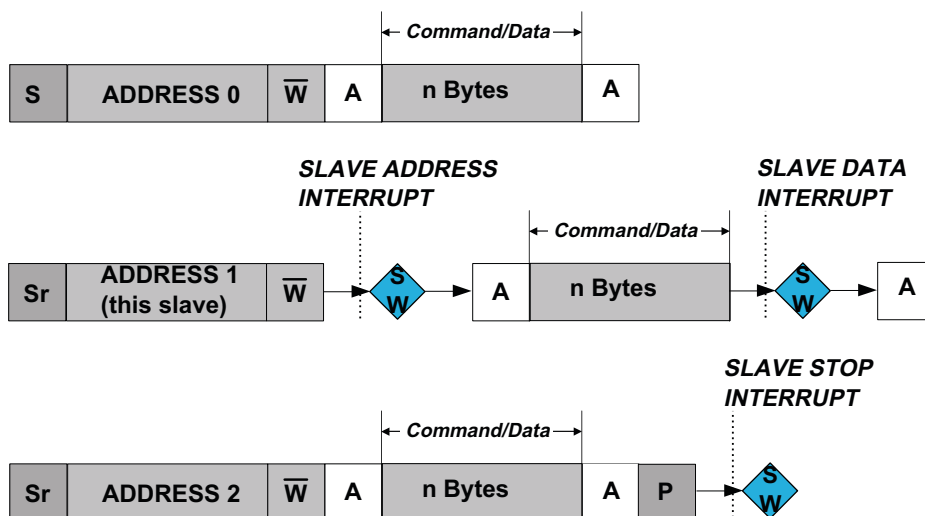 Command/Data
S ADDRESS 0 W̅ A n Bytes A
SLAVE ADDRESS
INTERRUPT
SLAVE DATA
INTERRUPT
Command/Data
Sr ADDRESS 1
(this slave) W̅
S
W
A n Bytes
S
W
A
SLAVE STOP
INTERRUPT
Command/Data
Sr ADDRESS 2 W̅ A n Bytes A P
S
W